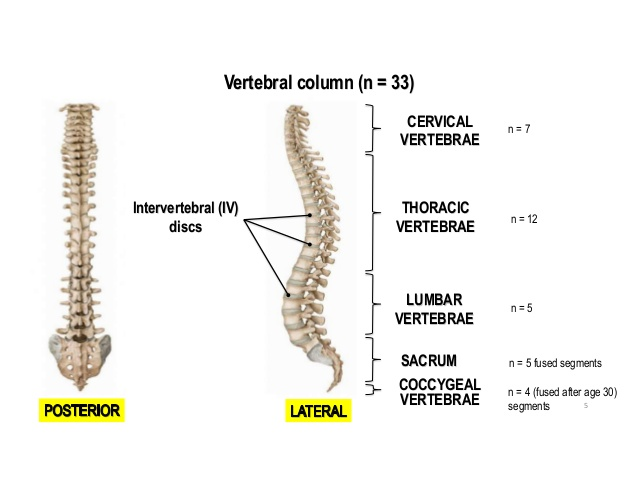 Vertebral column (n = 33)
CERVICAL
VERTEBRAE
n = 7
Intervertebral (IV)
discs
THORACIC
VERTEBRAE
n = 12
LUMBAR
VERTEBRAE
n = 5
SACRUM
n = 5 fused segments
COCCYGEAL
VERTEBRAE
n = 4 (fused after age 30)
segments
5
POSTERIOR
LATERAL